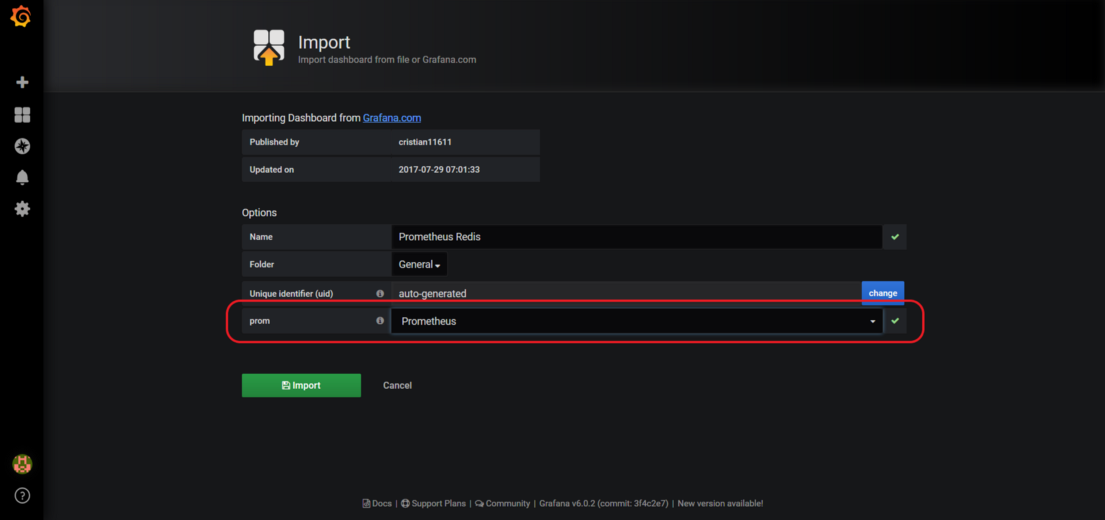 Import
Import dashboard from file or Grafana.com
Importing Dashboard from Grafana.com
Published by cristian11611
Updated on 2017-07-29 07:01:33
Options
Name Prometheus Redis
Folder General
Unique identifier (uid) auto-generated change
prom Prometheus
Import Cancel
Docs | Support Plans | Community | Grafana v6.0.2 (commit: 3f4c2e7) | New version available!